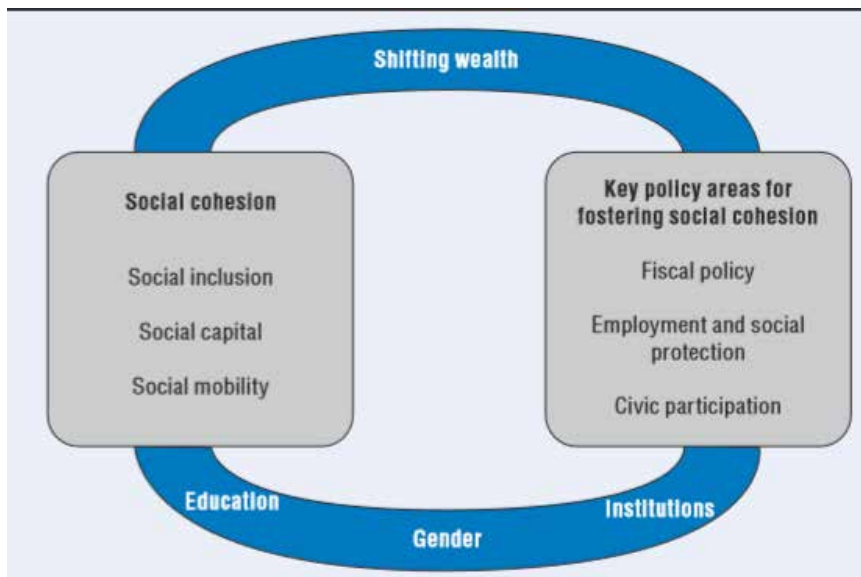 Shifting wealth
Social cohesion
Social inclusion
Social capital
Social mobility
Key policy areas for
fostering social cohesion
Fiscal policy
Employment and social
protection
Civic participation
Education
Gender
Institutions